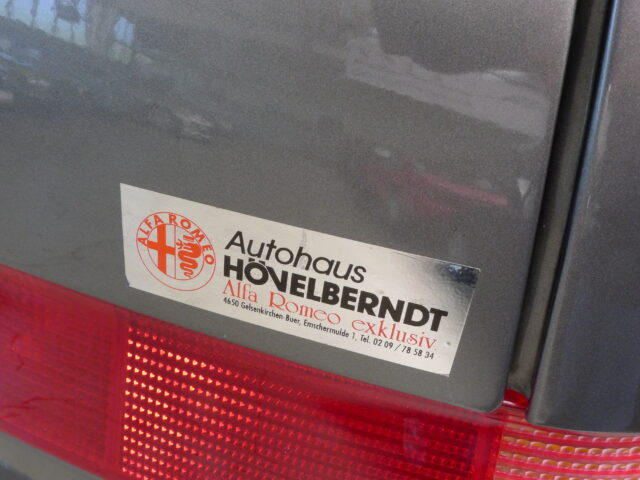 ALFA ROMEO
Autohaus
HÖVELBERNDT
Alfa Romeo exklusiv
4650 Gelsenkirchen-Buer, Emschermulde 1, Tel. 02 09 / 78 58 34